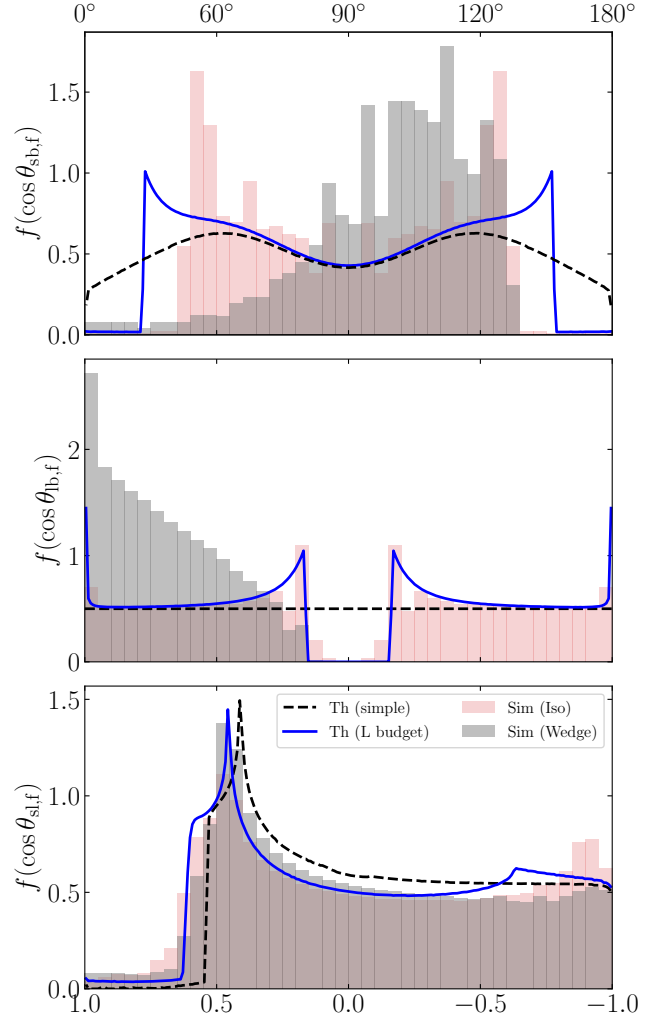 0° 60° 90° 120° 180°
1.5
1.0
0.5
0.0
f(cos θsb,f)
2
1
0
f(cos θlb,f)
1.5
1.0
0.5
0.0
f(cos θsl,f)
Th (simple) Sim (Iso)
Th (L budget) Sim (Wedge)
1.0 0.5 0.0 −0.5 −1.0